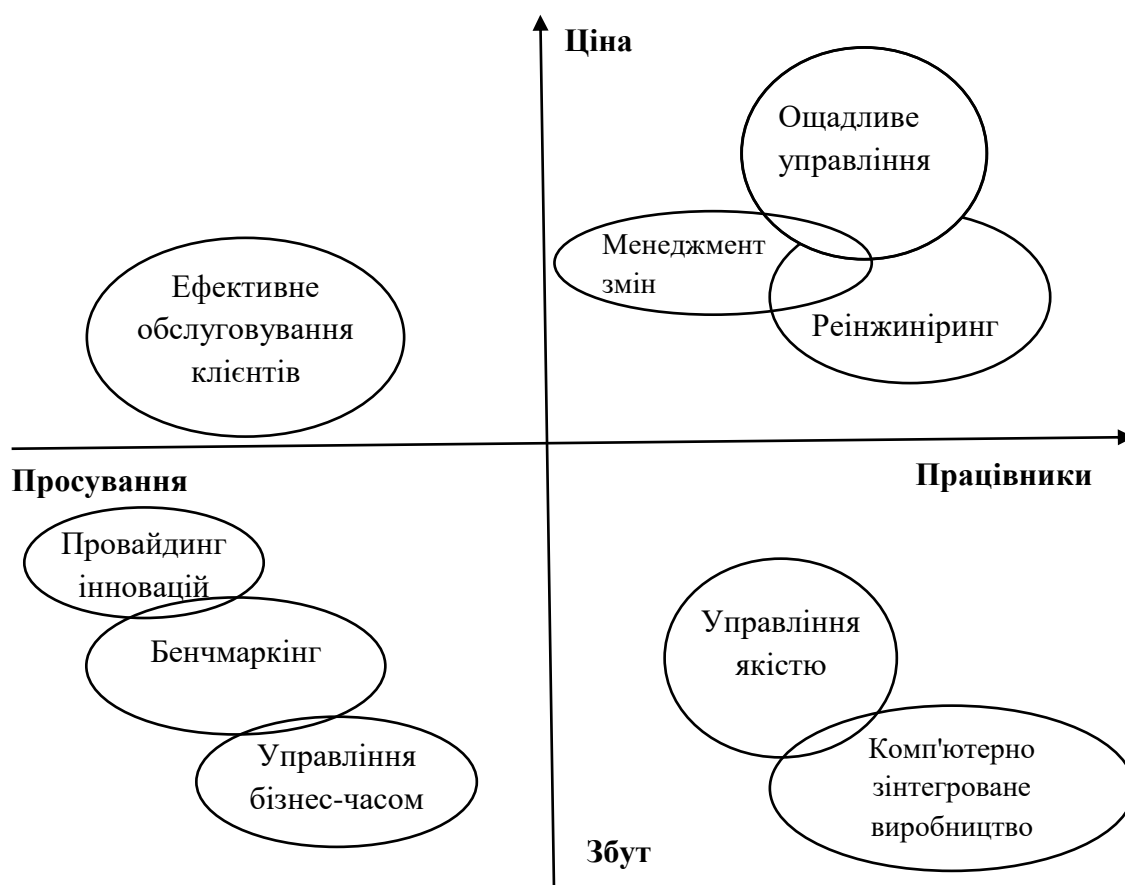 Ціна
Ощадливе
управління
Менеджмент
змін
Реінжиніринг
Ефективне
обслуговування
клієнтів
Просування
Працівники
Провайдинг
інновацій
Бенчмаркінг
Управління
бізнес-часом
Управління
якістю
Комп'ютерно
зінтегроване
виробництво
Збут